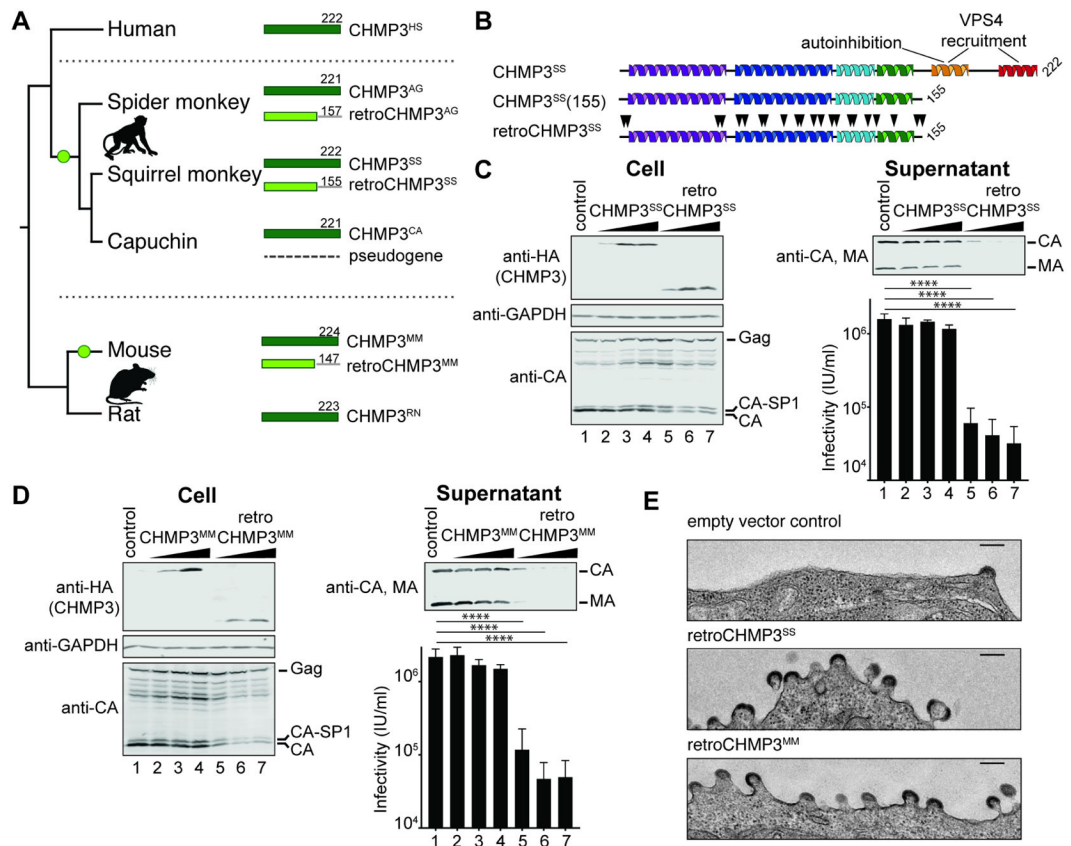 A
Human
222
CHMP3HS
Spider monkey
221
CHMP3AG
157
retroCHMP3AG
Squirrel monkey
222
CHMP3SS
155
retroCHMP3SS
Capuchin
221
CHMP3CA
pseudogene
Mouse
224
CHMP3MM
147
retroCHMP3MM
Rat
223
CHMP3RN
B
VPS4
autoinhibition recruitment
CHMP3SS
222
CHMP3SS(155)
155
retroCHMP3SS
155
C
Cell
control
retro
CHMP3SS CHMP3SS
anti-HA
(CHMP3)
anti-GAPDH
anti-CA
Gag
CA-SP1
CA
1 2 3 4 5 6 7
Supernatant
control
retro
CHMP3SS CHMP3SS
anti-CA, MA
CA
MA
****
****
****
Infectivity (IU/ml)
10⁶
10⁵
10⁴
1 2 3 4 5 6 7
D
Cell
control
retro
CHMP3MM CHMP3MM
anti-HA
(CHMP3)
anti-GAPDH
anti-CA
Gag
CA-SP1
CA
1 2 3 4 5 6 7
Supernatant
control
retro
CHMP3MM CHMP3MM
anti-CA, MA
CA
MA
****
****
****
Infectivity (IU/ml)
10⁶
10⁵
10⁴
1 2 3 4 5 6 7
E
empty vector control
retroCHMP3SS
retroCHMP3MM